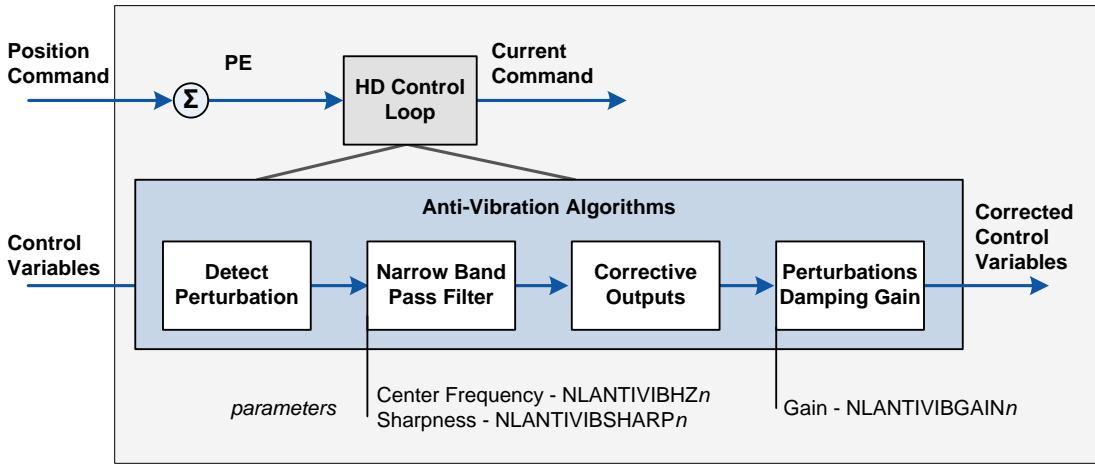 Position
Command
PE
Σ
HD Control
Loop
Current
Command
Anti-Vibration Algorithms
Control
Variables
Detect
Perturbation
Narrow Band
Pass Filter
Corrective
Outputs
Perturbations
Damping Gain
Corrected
Control
Variables
parameters
Center Frequency - NLANTIVIBHZn
Sharpness - NLANTIVIBSHARPn
Gain - NLANTIVIBGAINn